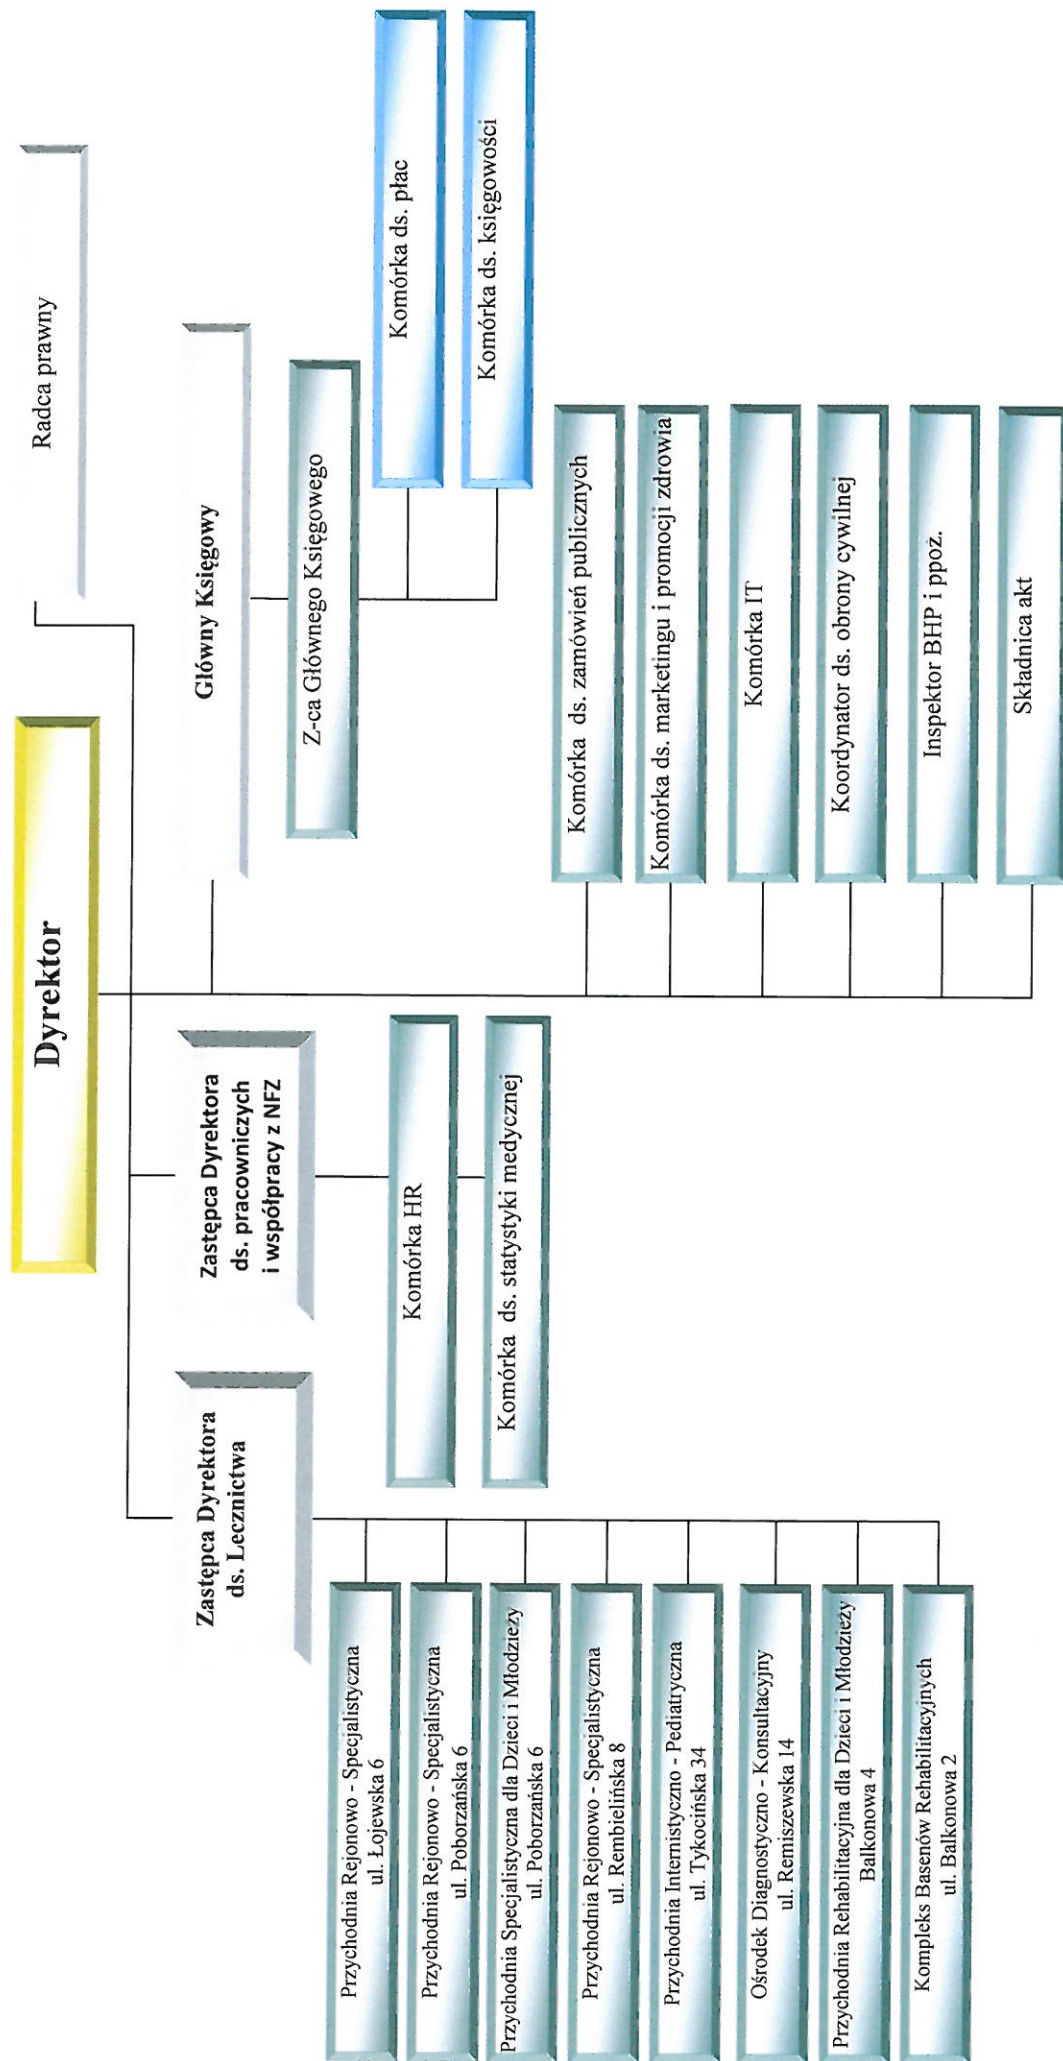 Dyrektor
Radca prawny
Zastępca Dyrektora
ds. Lecznictwa
Zastępca Dyrektora
ds. pracowniczych
i współpracy z NFZ
Główny Księgowy
Przychodnia Rejonowo - Specjalistyczna
ul. Łojewska 6
Przychodnia Rejonowo - Specjalistyczna
ul. Poborzańska 6
Przychodnia Specjalistyczna dla Dzieci i Młodzieży
ul. Poborzańska 6
Przychodnia Rejonowo - Specjalistyczna
ul. Rembielińska 8
Przychodnia Internistyczno - Pediatryczna
ul. Tykocińska 34
Ośrodek Diagnostyczno - Konsultacyjny
ul. Remiszewska 14
Przychodnia Rehabilitacyjna dla Dzieci i Młodzieży
Balkonowa 4
Kompleks Basenów Rehabilitacyjnych
ul. Balkonowa 2
Komórka HR
Komórka ds. statystyki medycznej
Z-ca Głównego Księgowego
Komórka ds. płac
Komórka ds. księgowości
Komórka ds. zamówień publicznych
Komórka ds. marketingu i promocji zdrowia
Komórka IT
Koordynator ds. obrony cywilnej
Inspektor BHP i ppoż.
Składnica akt